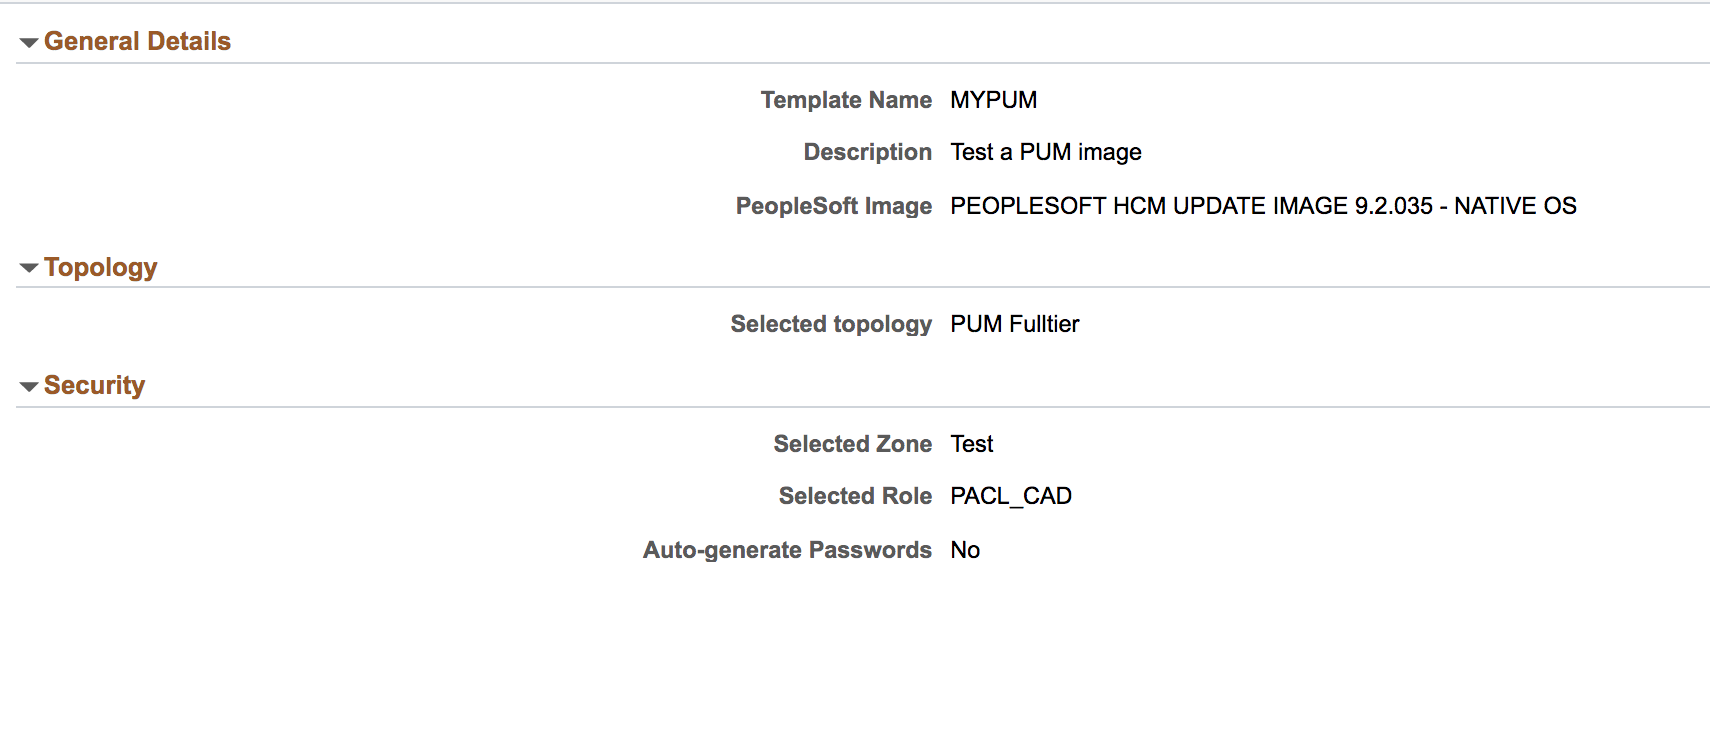 General Details
Template Name MYPUM
Description Test a PUM image
PeopleSoft Image PEOPLESOFT HCM UPDATE IMAGE 9.2.035 - NATIVE OS
Topology
Selected topology PUM Fulltier
Security
Selected Zone Test
Selected Role PACL_CAD
Auto-generate Passwords No